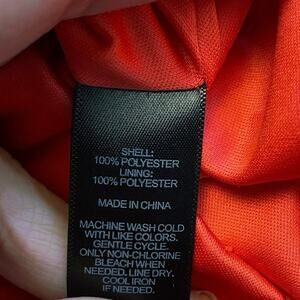 SHELL:
100% POLYESTER
LINING:
100% POLYESTER
MADE IN CHINA
MACHINE WASH COLD
WITH LIKE COLORS.
GENTLE CYCLE.
ONLY NON-CHLORINE
BLEACH WHEN
NEEDED. LINE DRY.
COOL IRON
IF NEEDED.